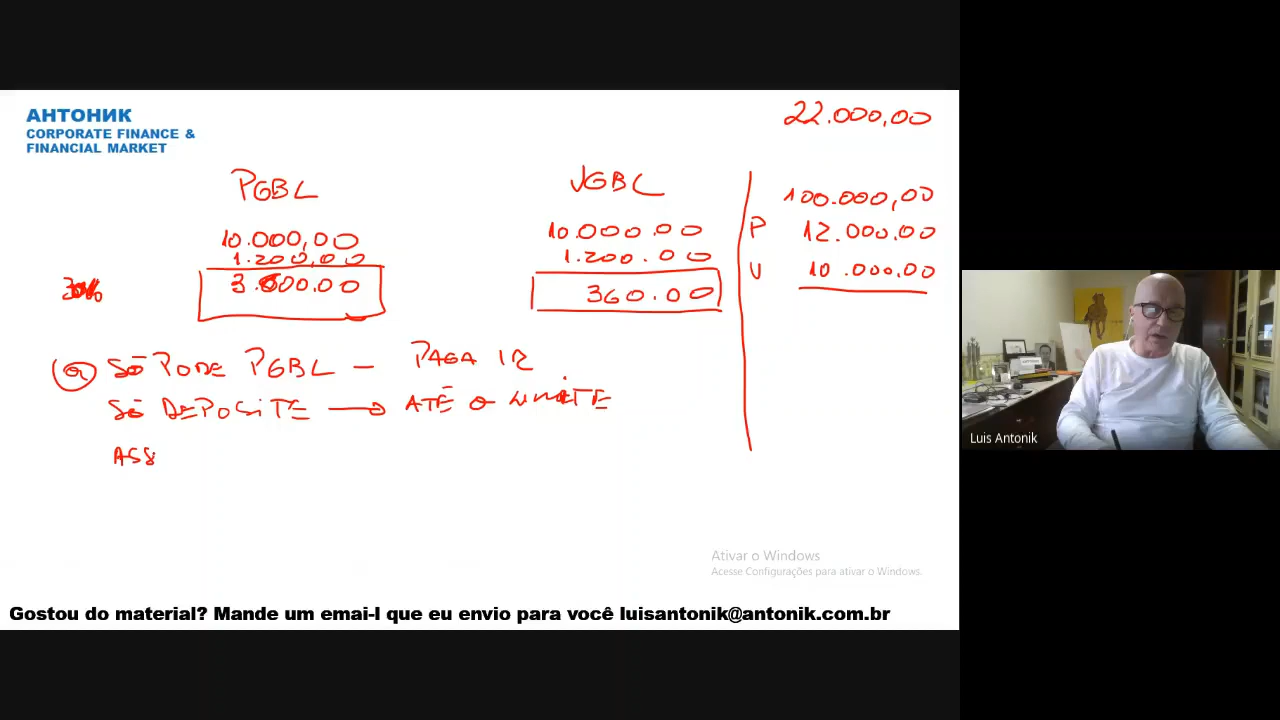 АНТОНИК
CORPORATE FINANCE &
FINANCIAL MARKET
22.000,00
PGBL
10.000,00
1.200,00
30%
VGBL
10.000.00
1.200.00
360.00
100.000,00
P 12.000.00
V 10.000,00
a SÓ PODE PGBL — PAGA IR
SÓ DEPOSITE → ATÉ O LIMITE
ASS
Luis Antonik
Ativar o Windows
Acesse Configurações para ativar o Windows.
Gostou do material? Mande um emai-l que eu envio para você luisantonik@antonik.com.br